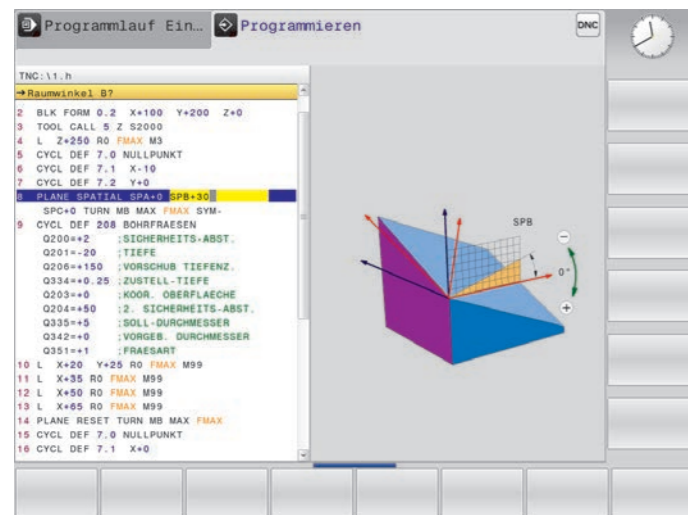 Programmlauf Ein... Programmieren DNC
TNC:\1.h
→Raumwinkel B?
2 BLK FORM 0.2 X+100 Y+200 Z+0
3 TOOL CALL 5 Z S2000
4 L Z+250 R0 FMAX M3
5 CYCL DEF 7.0 NULLPUNKT
6 CYCL DEF 7.1 X-10
7 CYCL DEF 7.2 Y+0
8 PLANE SPATIAL SPA+0 SPB+30
SPC+0 TURN MB MAX FMAX SYM-
9 CYCL DEF 208 BOHRFRAESEN
Q200=+2 ;SICHERHEITS-ABST.
Q201=-20 ;TIEFE
Q206=+150 ;VORSCHUB TIEFENZ.
Q334=+0.25 ;ZUSTELL-TIEFE
Q203=+0 ;KOOR. OBERFLAECHE
Q204=+50 ;2. SICHERHEITS-ABST.
Q335=+5 ;SOLL-DURCHMESSER
Q342=+0 ;VORGEB. DURCHMESSER
Q351=+1 ;FRAESART
10 L X+20 Y+25 R0 FMAX M99
11 L X+35 R0 FMAX M99
12 L X+50 R0 FMAX M99
13 L X+65 R0 FMAX M99
14 PLANE RESET TURN MB MAX FMAX
15 CYCL DEF 7.0 NULLPUNKT
16 CYCL DEF 7.1 X+0
SPB
−
0°
+